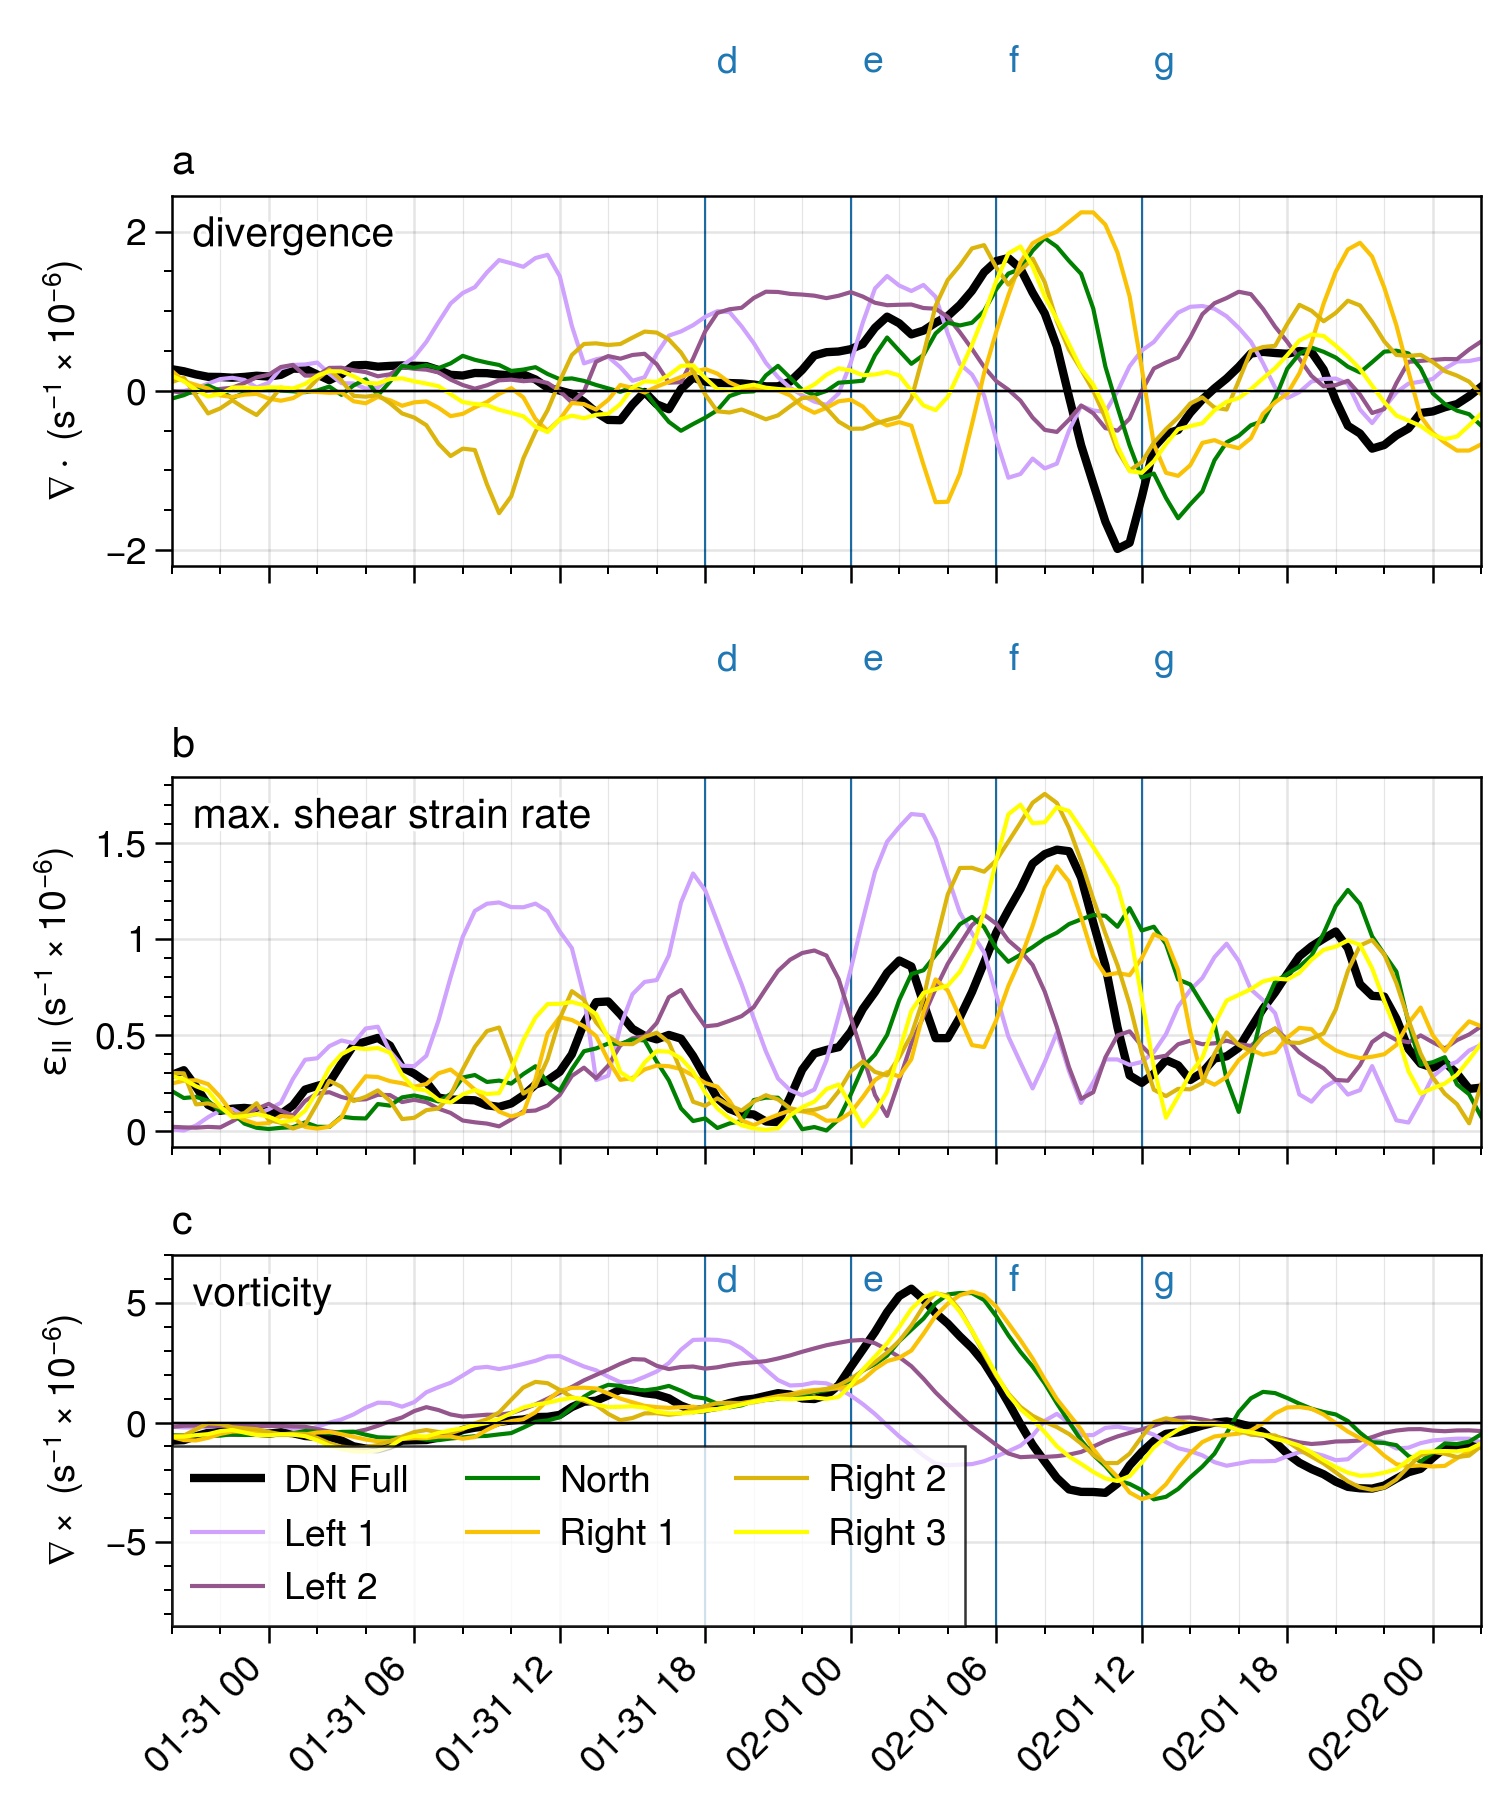 d e f g
a
divergence
2
0
−2
∇ · (s⁻¹ × 10⁻⁶)
d e f g
b
max. shear strain rate
1.5
1
0.5
0
ε_II (s⁻¹ × 10⁻⁶)
c
vorticity
d e f g
5
0
−5
∇ × (s⁻¹ × 10⁻⁶)
DN Full North Right 2
Left 1 Right 1 Right 3
Left 2
01-31 00 01-31 06 01-31 12 01-31 18 02-01 00 02-01 06 02-01 12 02-01 18 02-02 00